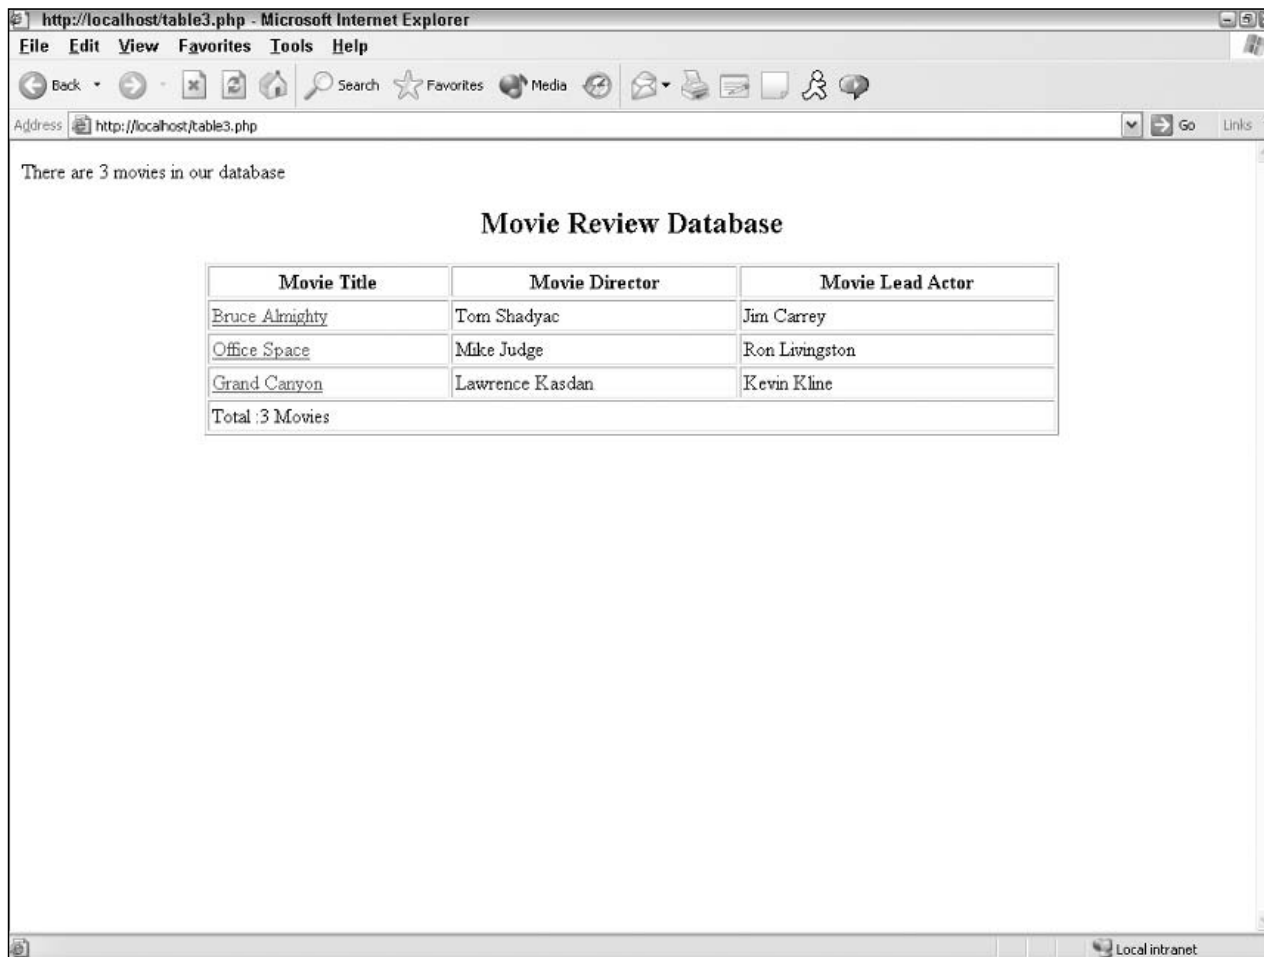 http://localhost/table3.php - Microsoft Internet Explorer
File Edit View Favorites Tools Help
Back Search Favorites Media
Address http://localhost/table3.php Go Links
There are 3 movies in our database
Movie Review Database
Movie Title Movie Director Movie Lead Actor
Bruce Almighty Tom Shadyac Jim Carrey
Office Space Mike Judge Ron Livingston
Grand Canyon Lawrence Kasdan Kevin Kline
Total :3 Movies
Local intranet